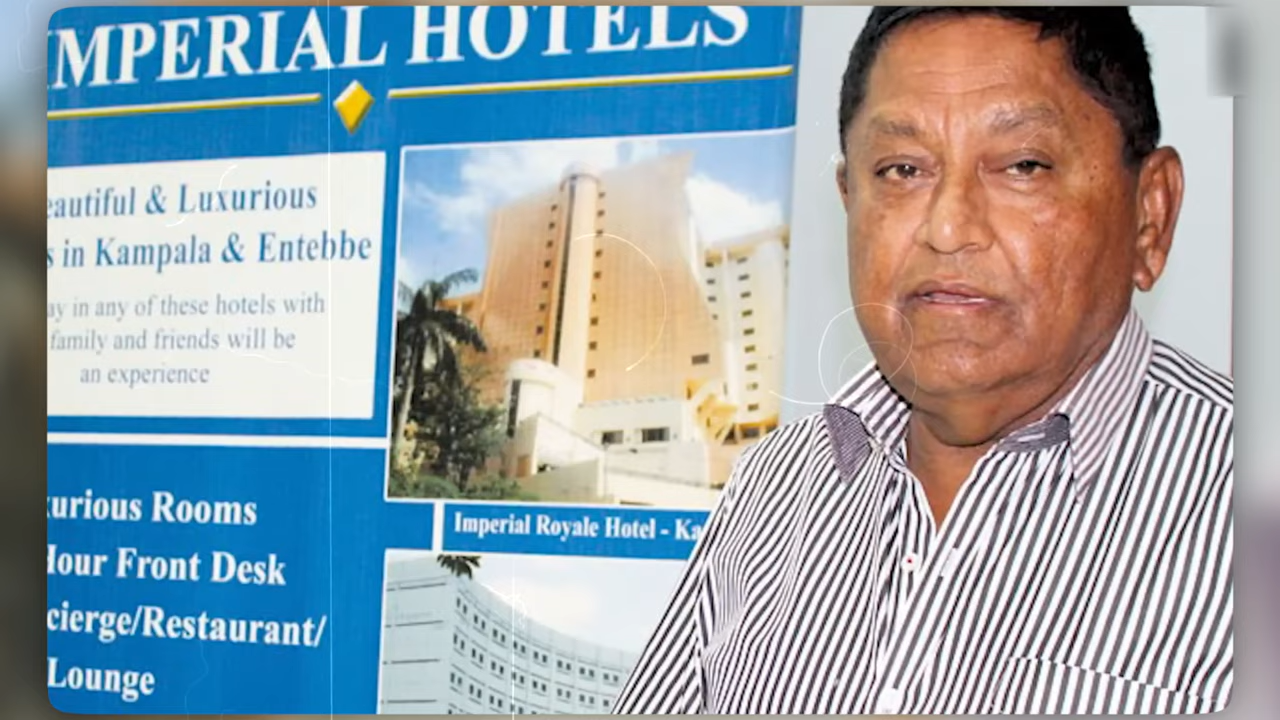 IMPERIAL HOTELS
eautiful & Luxurious
s in Kampala & Entebbe
ay in any of these hotels with
family and friends will be
an experience
Imperial Royale Hotel - Ka
xurious Rooms
Hour Front Desk
cierge/Restaurant/
Lounge